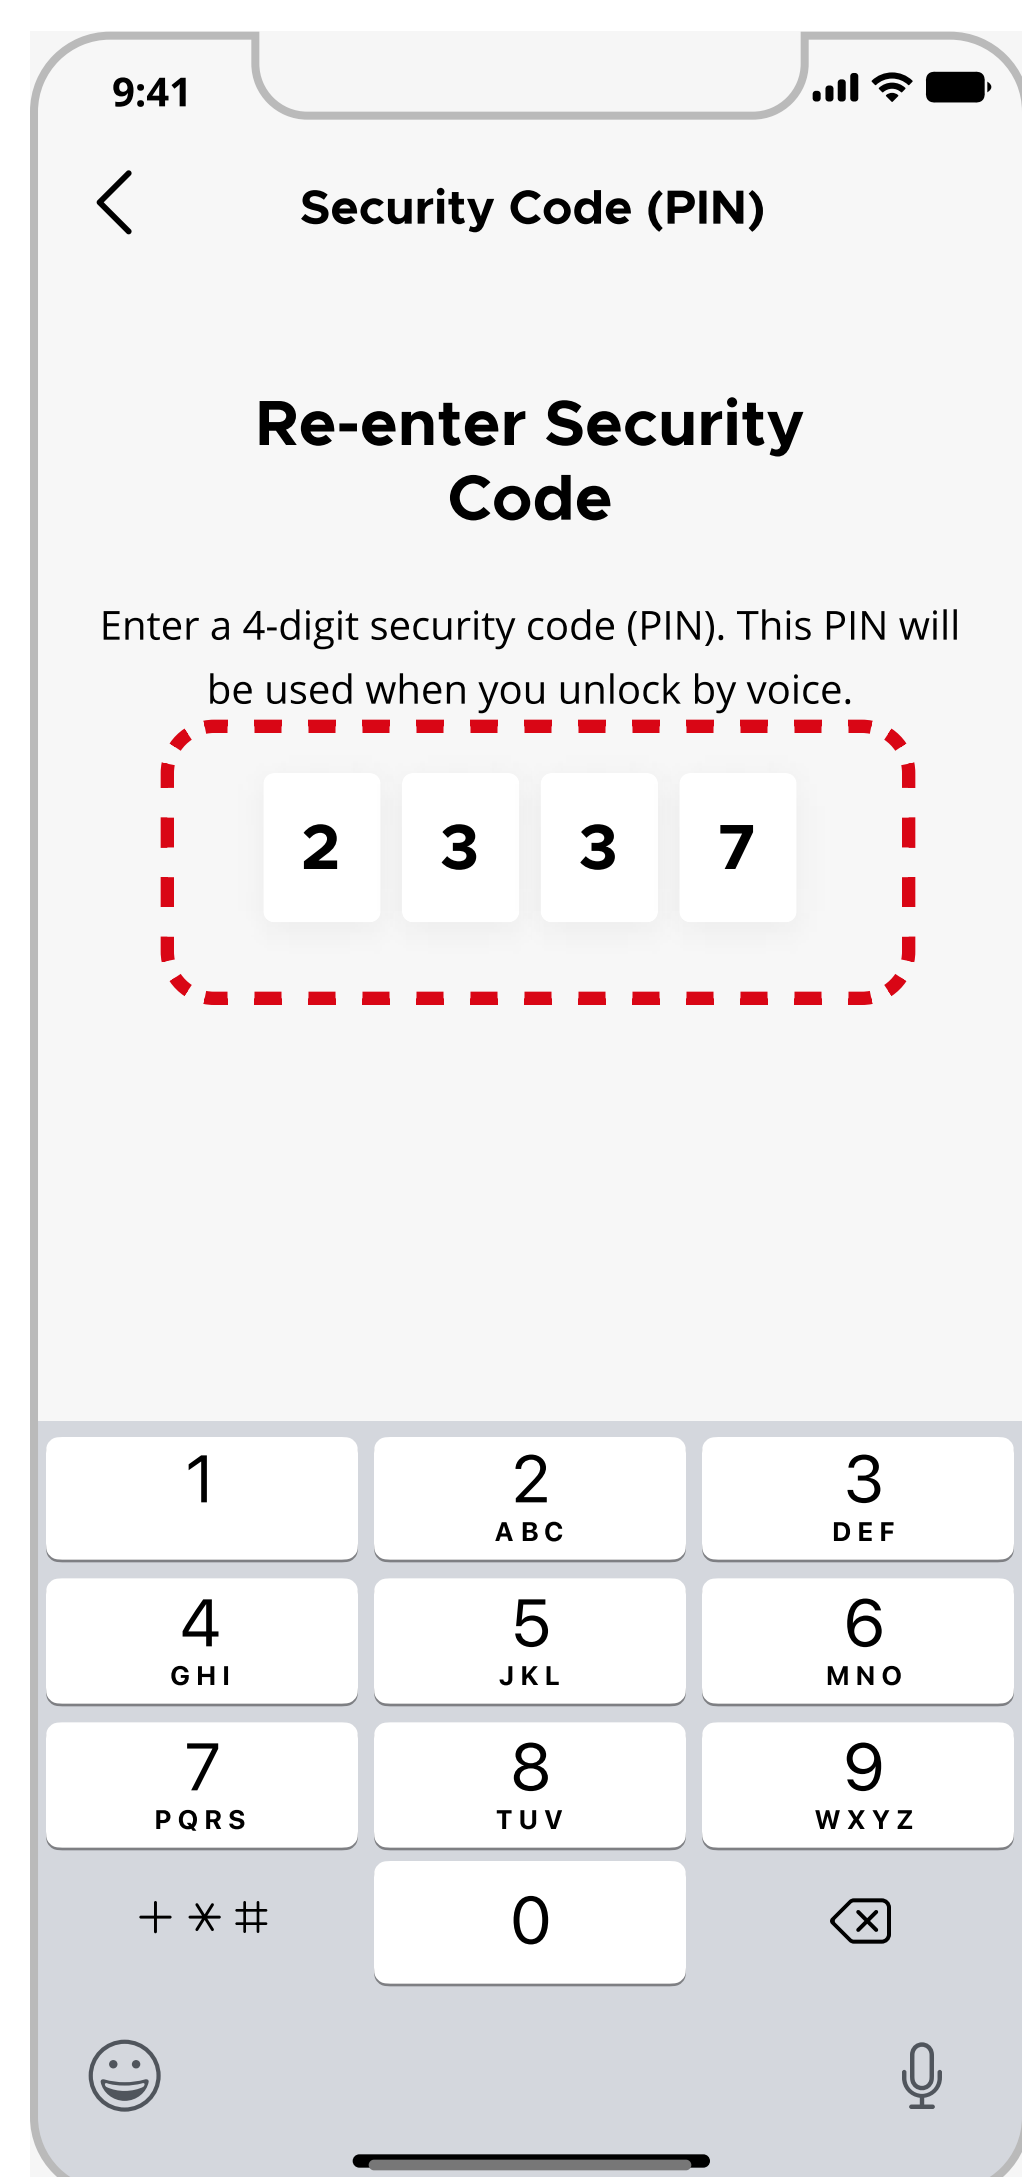 9:41
Security Code (PIN)
Re-enter Security
Code
Enter a 4-digit security code (PIN). This PIN will
be used when you unlock by voice.
2 3 3 7
1 2 3
ABC DEF
4 5 6
GHI JKL MNO
7 8 9
PQRS TUV WXYZ
+ * # 0